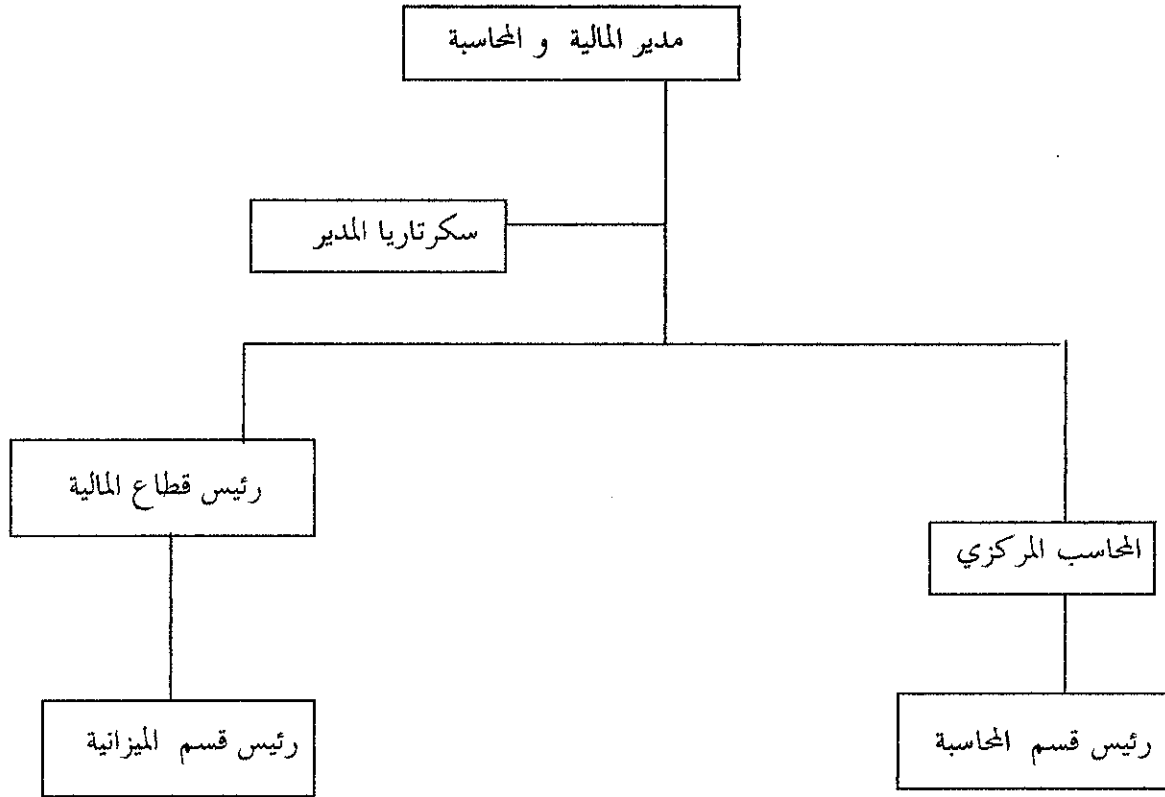 مدير المالية و المحاسبة
سكرتاريا المدير
رئيس قطاع المالية
المحاسب المركزي
رئيس قسم الميزانية
رئيس قسم المحاسبة